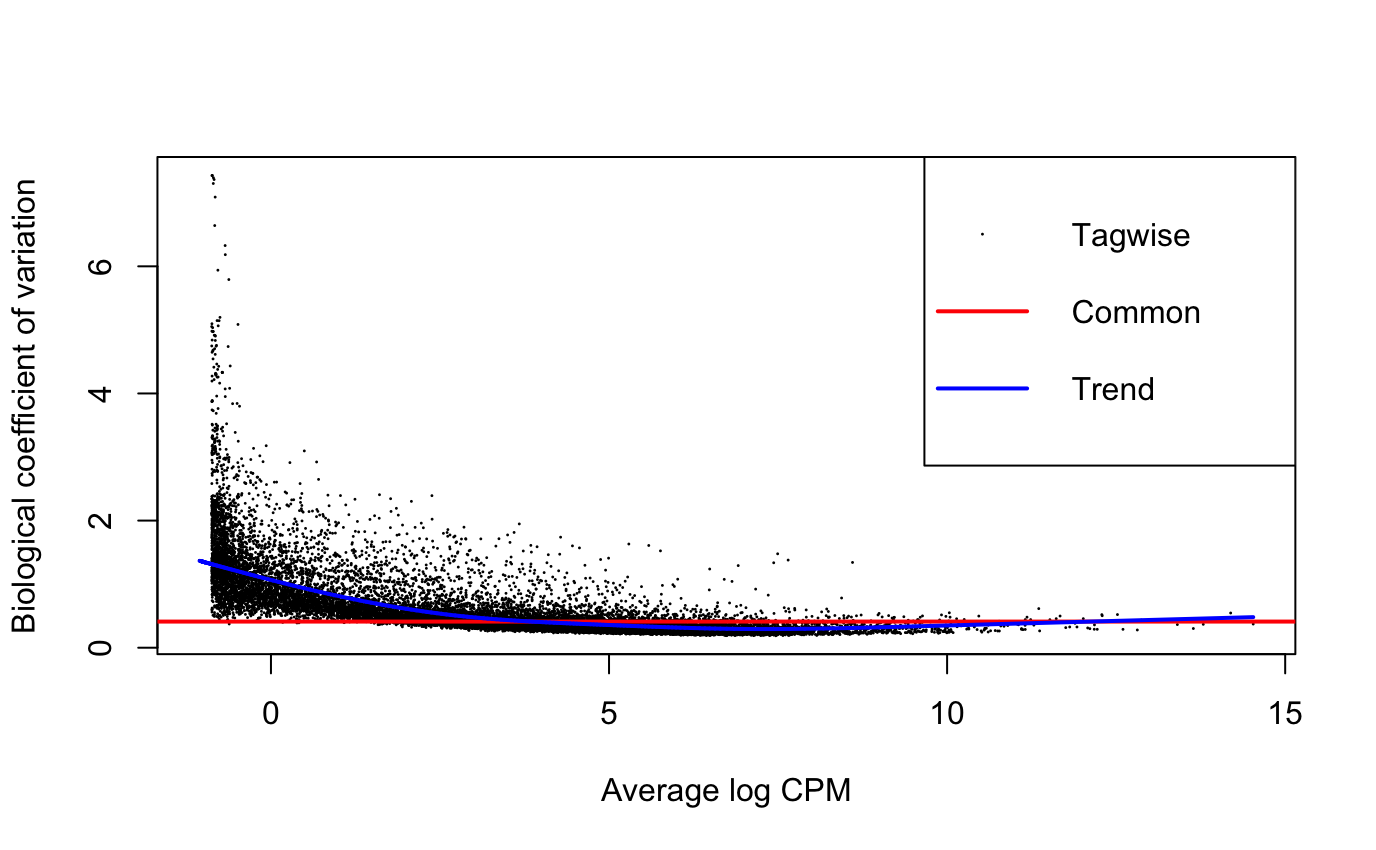 Biological coefficient of variation
6
4
2
0
Tagwise
Common
Trend
0 5 10 15
Average log CPM